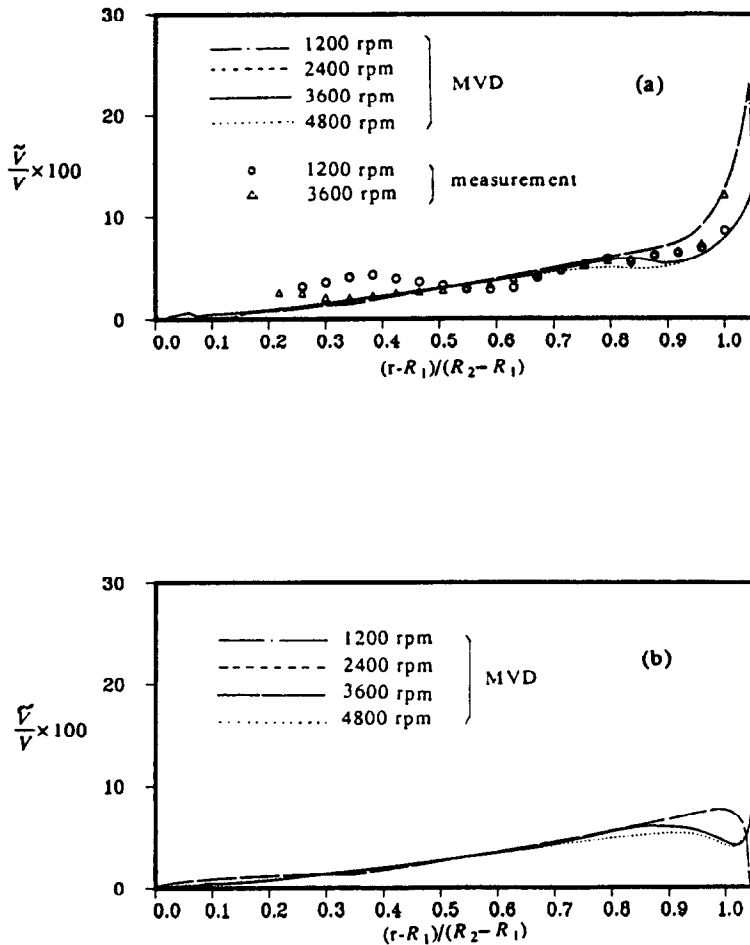 30
1200 rpm
2400 rpm
MVD
(a)
3600 rpm
20
4800 rpm
ṽ/v ×100
1200 rpm
measurement
3600 rpm
10
0
0.0 0.1 0.2 0.3 0.4 0.5 0.6 0.7 0.8 0.9 1.0
(r-R₁)/(R₂−R₁)
30
1200 rpm
(b)
2400 rpm
MVD
20
3600 rpm
4800 rpm
ṽ/v ×100
10
0
0.0 0.1 0.2 0.3 0.4 0.5 0.6 0.7 0.8 0.9 1.0
(r-R₁)/(R₂−R₁)